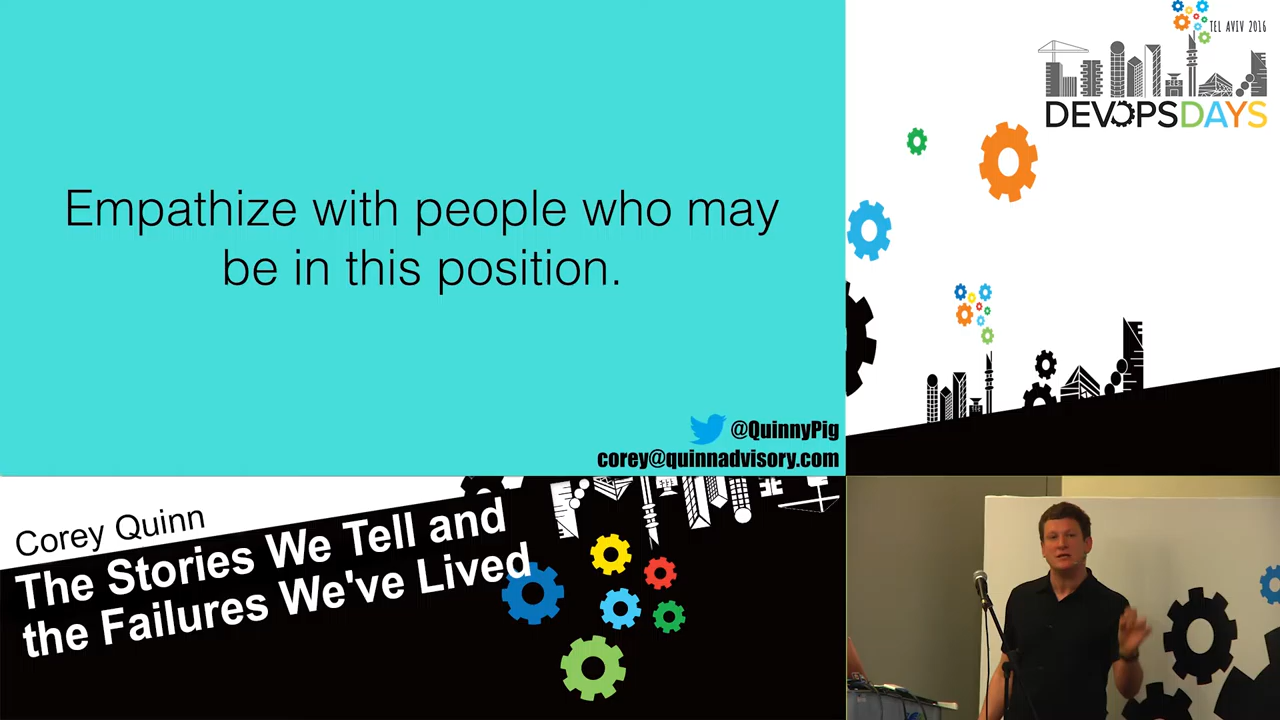 Empathize with people who may
be in this position.
@QuinnyPig
corey@quinnadvisory.com
TEL AVIV 2016
DEVOPSDAYS
Corey Quinn
The Stories We Tell and
the Failures We've Lived